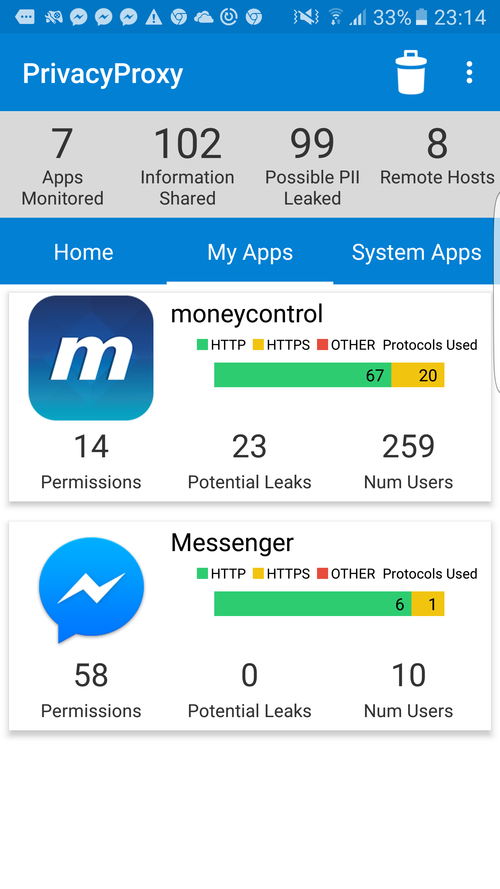 33% 23:14
PrivacyProxy
7 102 99 8
Apps Monitored
Information Shared
Possible PII Leaked
Remote Hosts
Home My Apps System Apps
m
moneycontrol
HTTP HTTPS OTHER Protocols Used
67 20
14 23 259
Permissions Potential Leaks Num Users
Messenger
HTTP HTTPS OTHER Protocols Used
6 1
58 0 10
Permissions Potential Leaks Num Users